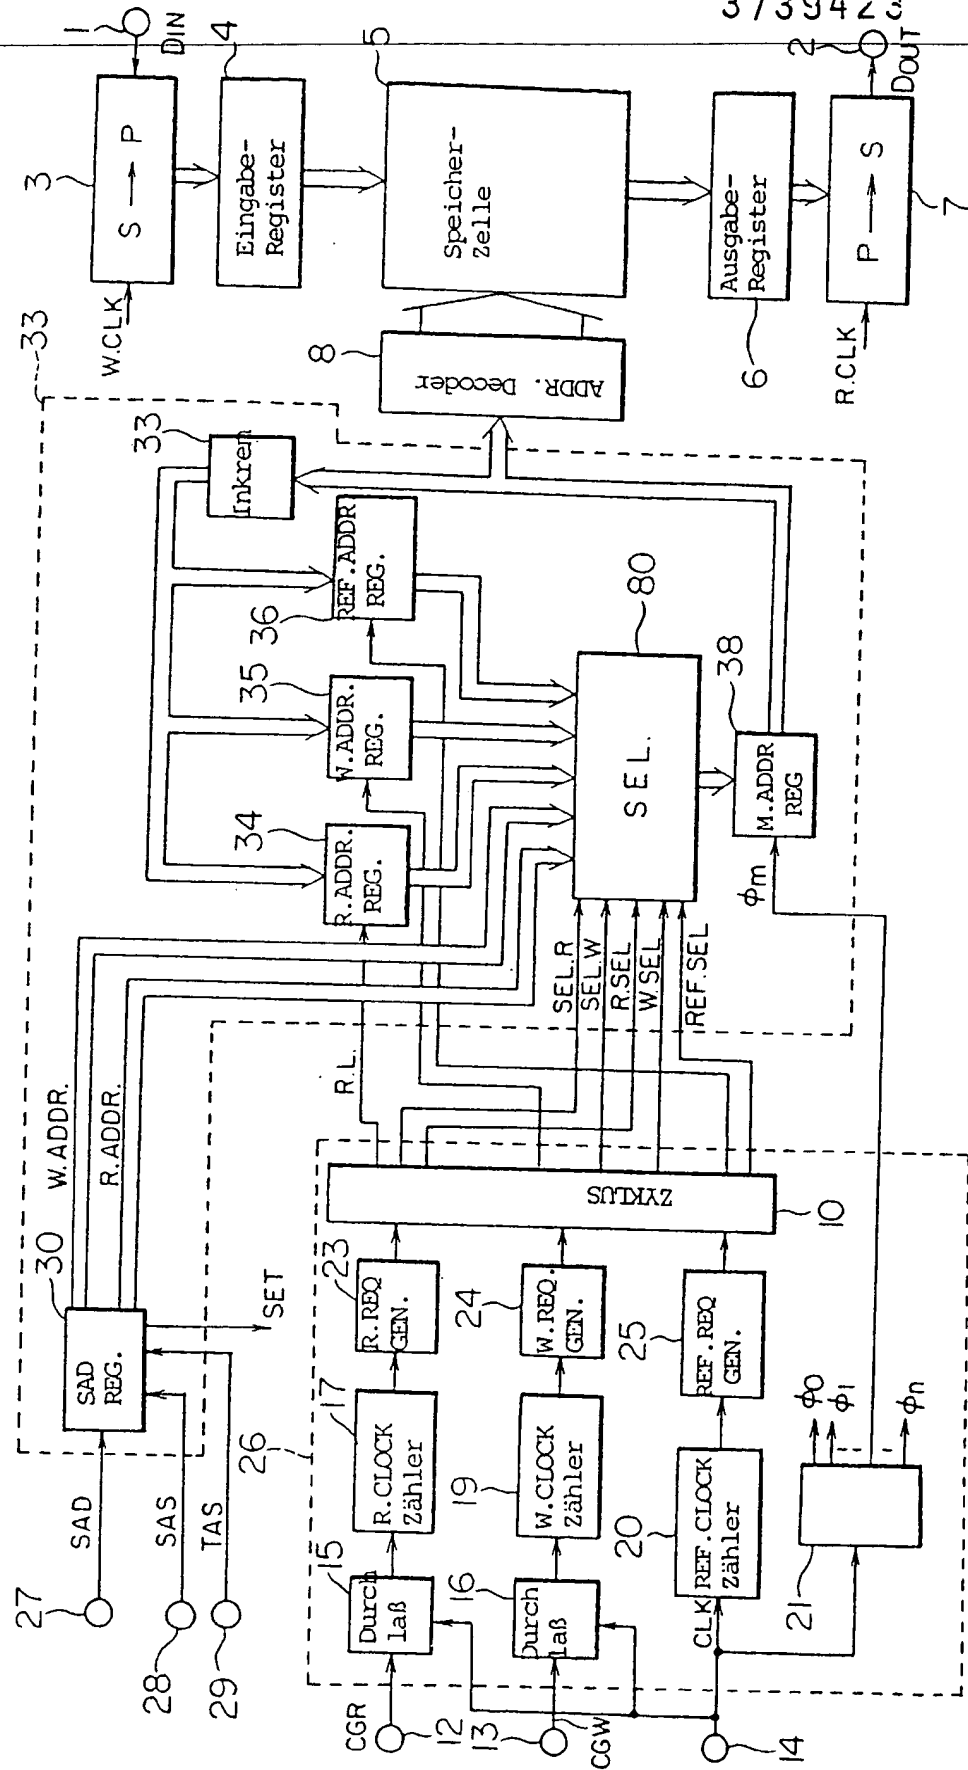 3739423
1
DIN
3
S → P
W.CLK
4
Eingabe-
Register
5
Speicher-
Zelle
8
ADDR. Decoder
Ausgabe-
Register
6
P → S
7
R.CLK
2
DOUT
33
33
Inkrem
REF.ADDR
REG.
36
W.ADDR.
REG.
35
R.ADDR.
REG.
34
SEL.
80
M.ADDR
REG
38
φm
W.ADDR.
R.ADDR.
R.L.
SEL.R
SEL.W
R.SEL
W.SEL
REF.SEL
30
SAD
REG.
SET
SAD
27
SAS
28
TAS
29
26
ZYKLUS
10
23
R.REQ
GEN.
24
W.REQ.
GEN.
25
REF.REQ
GEN.
17
R.CLOCK
Zähler
19
W.CLOCK
Zähler
20
REF.CLOCK
Zähler
15
Durch
laß
16
Durch
laß
CLK
21
φ0
φ1
φn
CGR
12
13
CGW
14